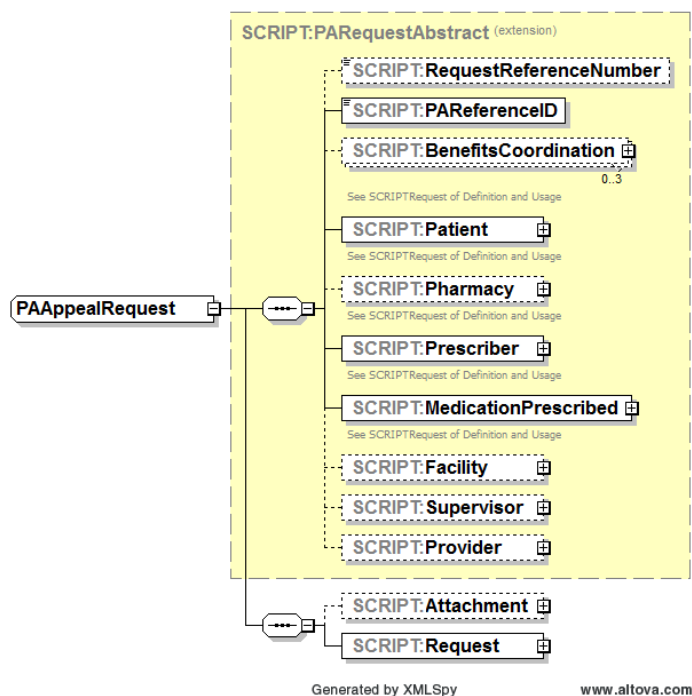 SCRIPT:PARequestAbstract (extension)
SCRIPT:RequestReferenceNumber
SCRIPT:PAReferenceID
SCRIPT:BenefitsCoordination
0..3
See SCRIPTRequest of Definition and Usage
SCRIPT:Patient
See SCRIPTRequest of Definition and Usage
SCRIPT:Pharmacy
PAAppealRequest
See SCRIPTRequest of Definition and Usage
SCRIPT:Prescriber
See SCRIPTRequest of Definition and Usage
SCRIPT:MedicationPrescribed
See SCRIPTRequest of Definition and Usage
SCRIPT:Facility
SCRIPT:Supervisor
SCRIPT:Provider
SCRIPT:Attachment
SCRIPT:Request
Generated by XMLSpy www.altova.com